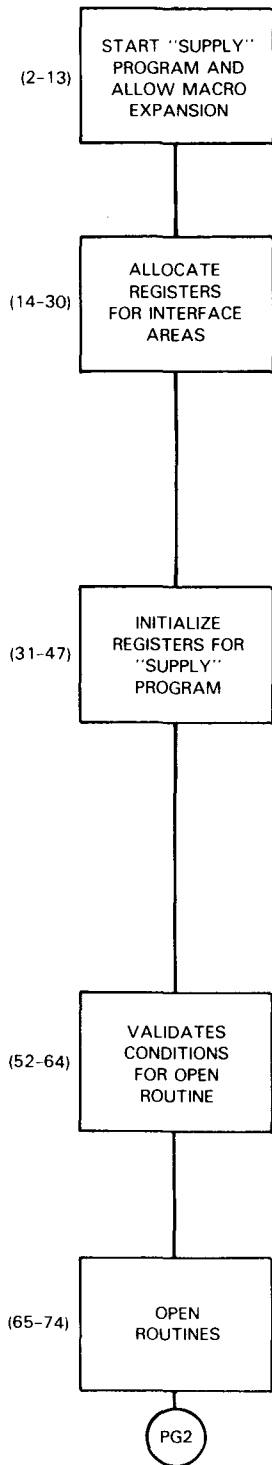 (2-13)
START "SUPPLY"
PROGRAM AND
ALLOW MACRO
EXPANSION
(14-30)
ALLOCATE
REGISTERS
FOR INTERFACE
AREAS
(31-47)
INITIALIZE
REGISTERS FOR
"SUPPLY"
PROGRAM
(52-64)
VALIDATES
CONDITIONS
FOR OPEN
ROUTINE
(65-74)
OPEN
ROUTINES
PG2